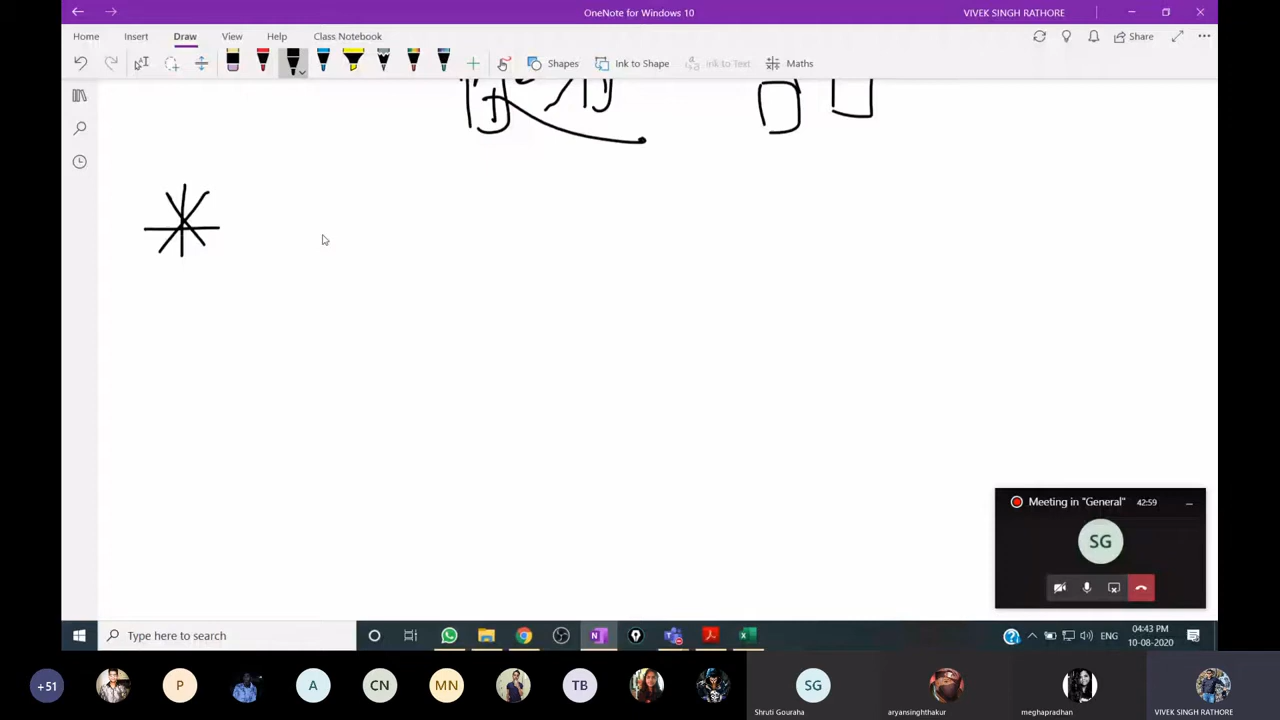 OneNote for Windows 10
VIVEK SINGH RATHORE
Home Insert Draw View Help Class Notebook
Share
Shapes Ink to Shape Ink to Text Maths
Meeting in "General" 42:59
SG
Type here to search
ENG
04:43 PM
10-08-2020
+51 P A CN MN TB SG
Shruti Gouraha aryansinghthakur meghapradhan VIVEK SINGH RATHORE